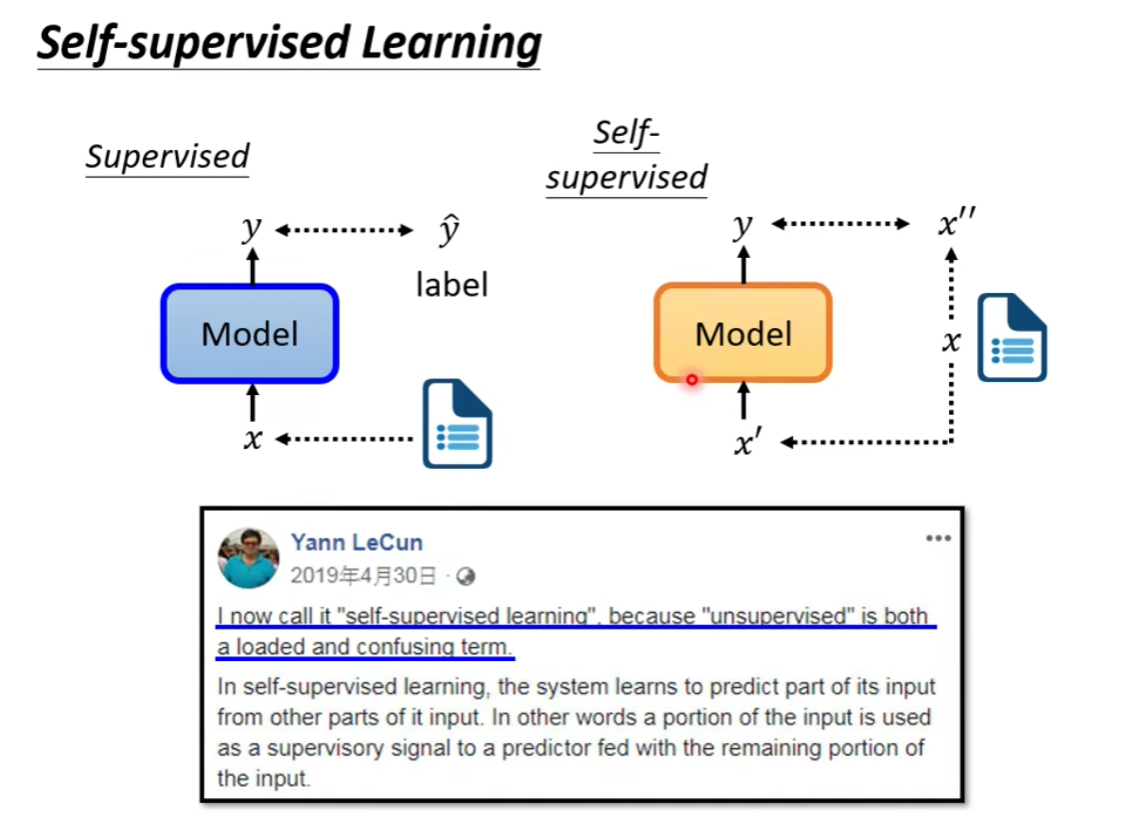 Self-supervised Learning
Supervised
y
ŷ
label
Model
x
Self-
supervised
y
x′′
Model
x
x′
Yann LeCun
2019年4月30日 ·
I now call it "self-supervised learning", because "unsupervised" is both
a loaded and confusing term.
In self-supervised learning, the system learns to predict part of its input
from other parts of it input. In other words a portion of the input is used
as a supervisory signal to a predictor fed with the remaining portion of
the input.